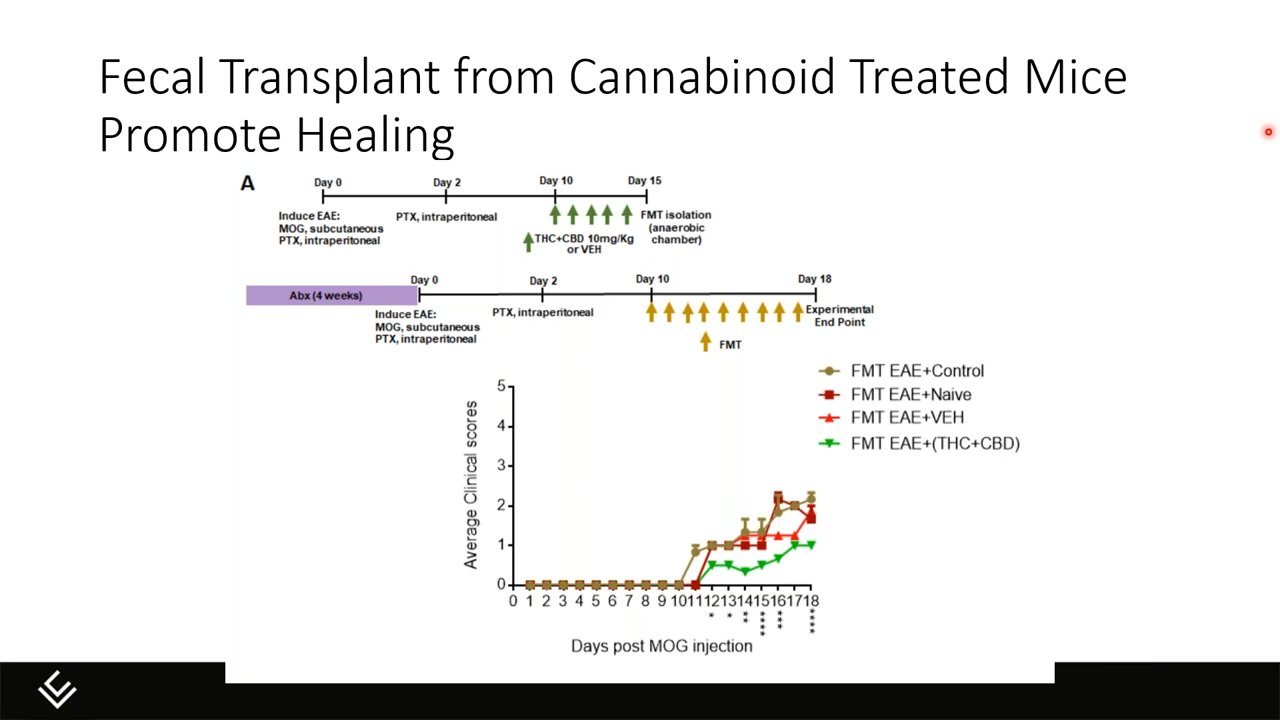 Fecal Transplant from Cannabinoid Treated Mice
Promote Healing
A
Day 0
Day 2
Day 10
Day 15
Induce EAE:
MOG, subcutaneous
PTX, intraperitoneal
PTX, intraperitoneal
THC+CBD 10mg/Kg
or VEH
FMT isolation
(anaerobic
chamber)
Abx (4 weeks)
Day 0
Day 2
Day 10
Day 18
Induce EAE:
MOG, subcutaneous
PTX, intraperitoneal
PTX, intraperitoneal
FMT
Experimental
End Point
FMT EAE+Control
FMT EAE+Naive
FMT EAE+VEH
FMT EAE+(THC+CBD)
Average Clinical scores
5
4
3
2
1
0
0 1 2 3 4 5 6 7 8 9 10 11 12 13 14 15 16 17 18
* * ** **** *** ****
Days post MOG injection